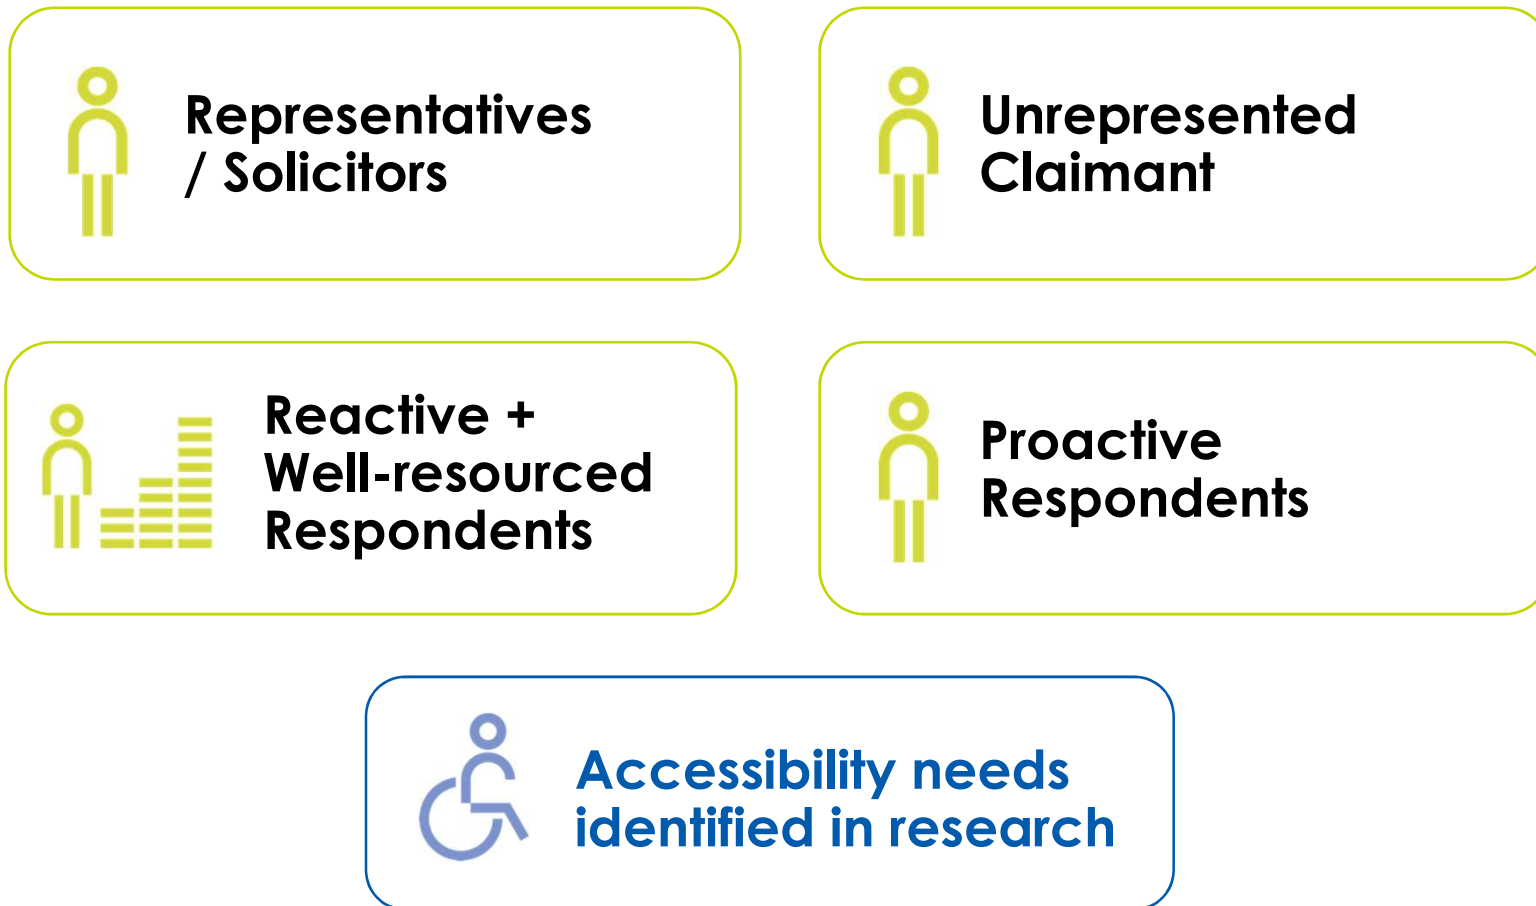 Representatives
/ Solicitors
Unrepresented
Claimant
Reactive +
Well-resourced
Respondents
Proactive
Respondents
Accessibility needs
identified in research